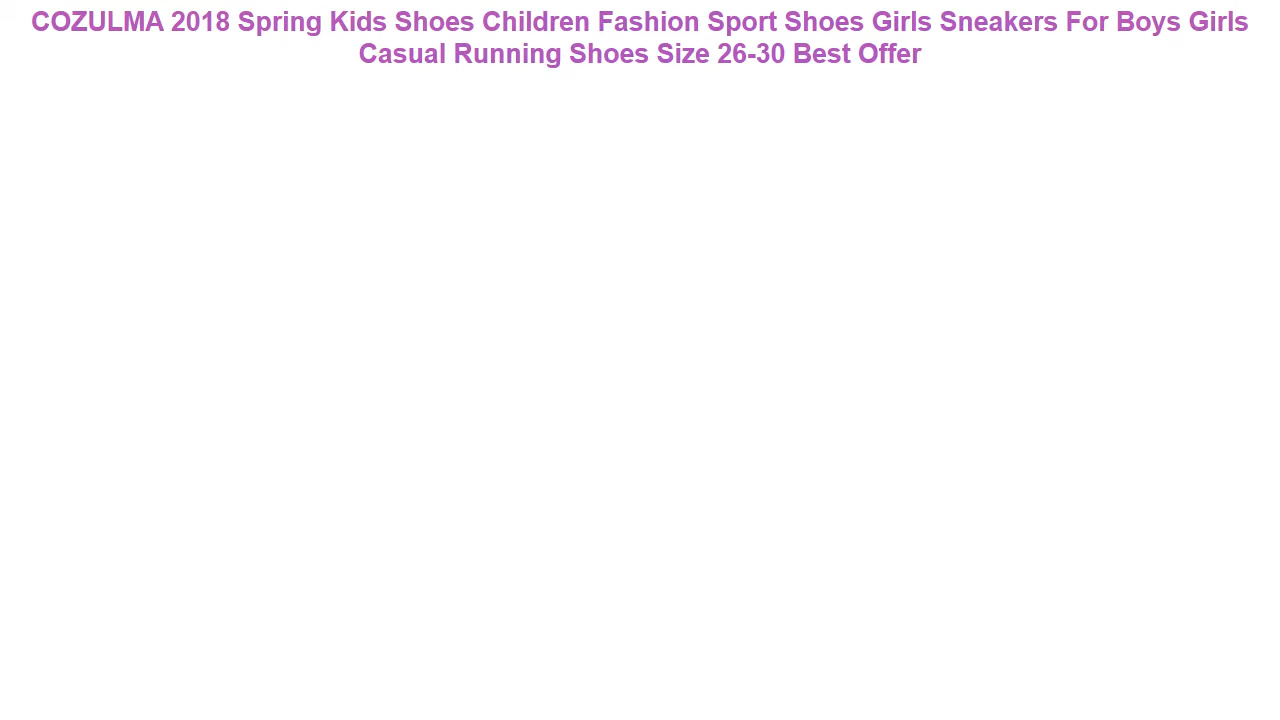 COZULMA 2018 Spring Kids Shoes Children Fashion Sport Shoes Girls Sneakers For Boys Girls
Casual Running Shoes Size 26-30 Best Offer